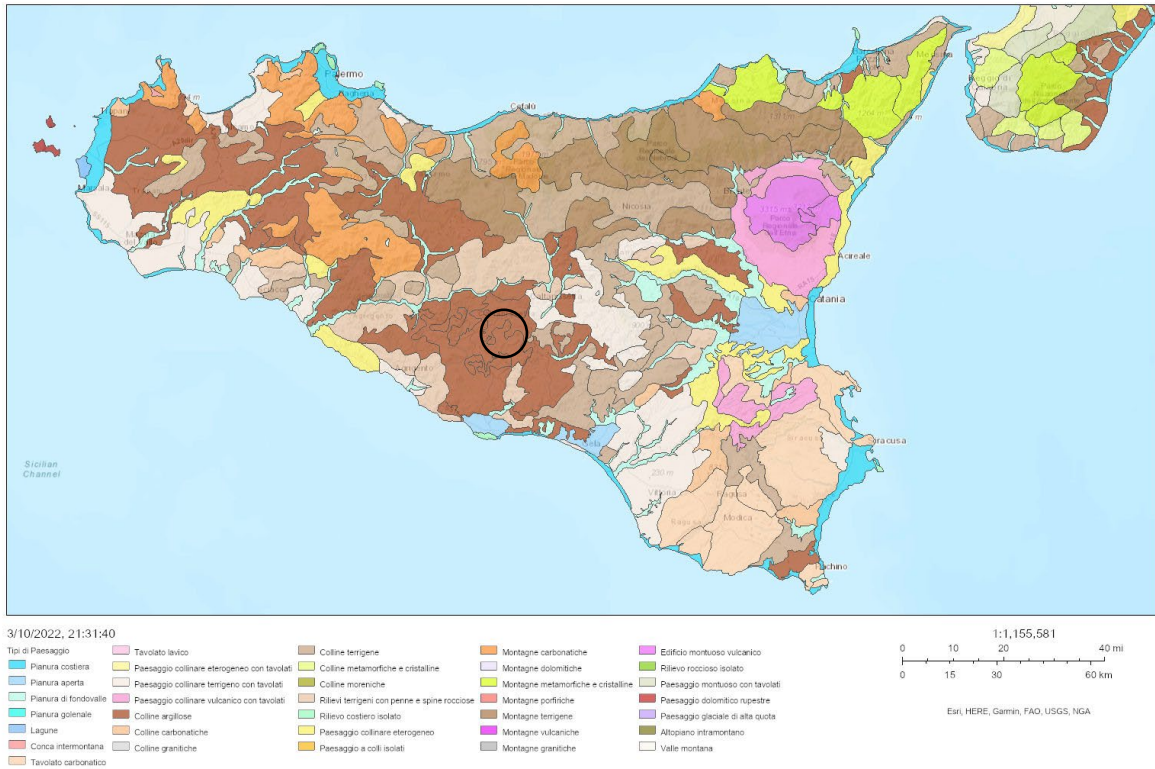 Palermo
Cefalù
Nicosia
Acireale
Agrigento
Vittoria
Ragusa
Modica
Sicilian
Channel
3/10/2022, 21:31:40
Tipi di Paesaggio
Pianura costiera
Pianura aperta
Pianura di fondovalle
Pianura golenale
Lagune
Conca intermontana
Tavolato carbonatico
Tavolato lavico
Paesaggio collinare eterogeneo con tavolati
Paesaggio collinare terrigeno con tavolati
Paesaggio collinare vulcanico con tavolati
Colline argillose
Colline carbonatiche
Colline granitiche
Colline terrigene
Colline metamorfiche e cristalline
Colline moreniche
Rilievi terrigeni con penne e spine rocciose
Rilievo costiero isolato
Paesaggio collinare eterogeneo
Paesaggio a colli isolati
Montagne carbonatiche
Montagne dolomitiche
Montagne metamorfiche e cristalline
Montagne porfiriche
Montagne terrigene
Montagne vulcaniche
Montagne granitiche
Edificio montuoso vulcanico
Rilievo roccioso isolato
Paesaggio montuoso con tavolati
Paesaggio dolomitico rupestre
Paesaggio glaciale di alta quota
Altopiano intramontano
Valle montana
1:1,155,581
0 10 20 40 mi
0 15 30 60 km
Esri, HERE, Garmin, FAO, USGS, NGA